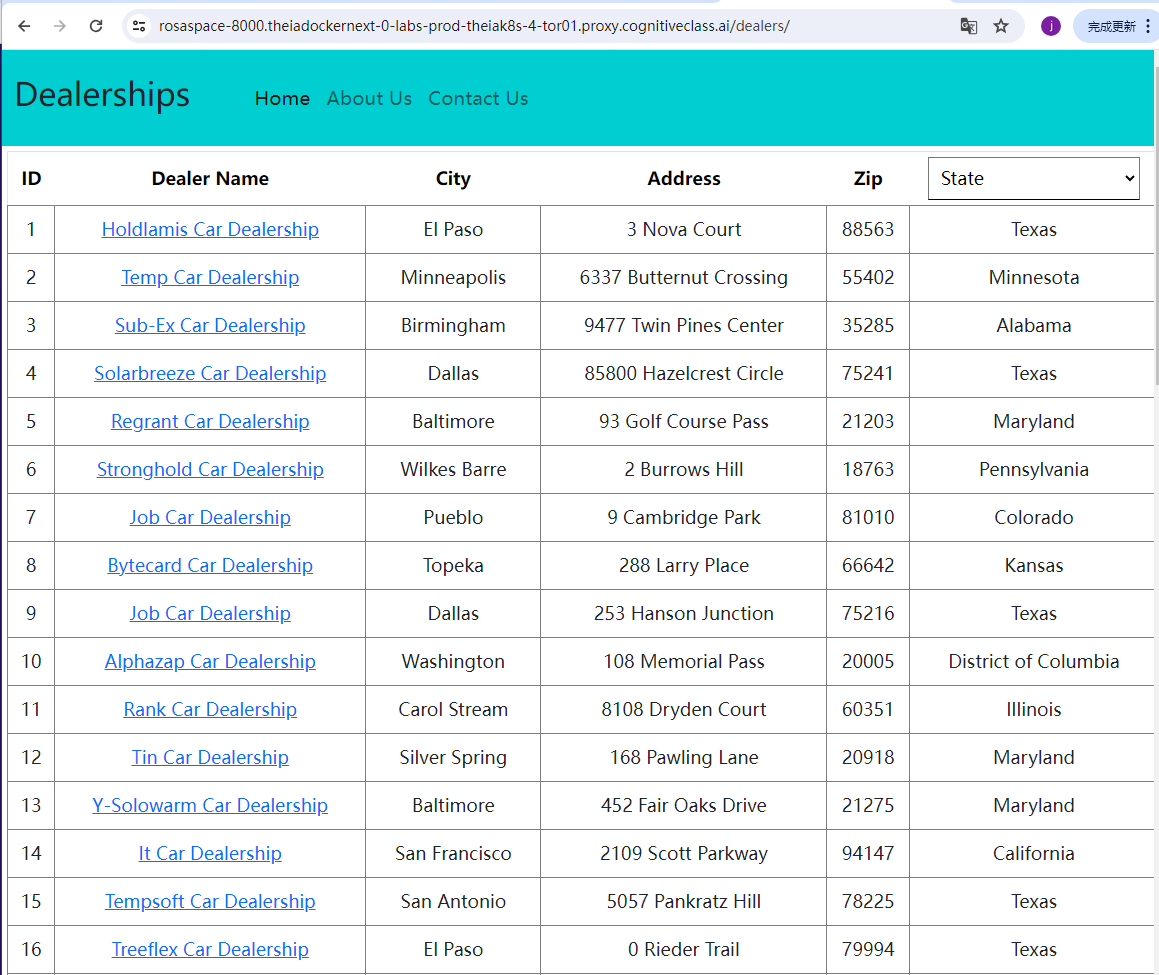 rosaspace-8000.theiadockernext-0-labs-prod-theiak8s-4-tor01.proxy.cognitiveclass.ai/dealers/ j 完成更新
Dealerships Home About Us Contact Us
ID Dealer Name City Address Zip State
1 Holdlamis Car Dealership El Paso 3 Nova Court 88563 Texas
2 Temp Car Dealership Minneapolis 6337 Butternut Crossing 55402 Minnesota
3 Sub-Ex Car Dealership Birmingham 9477 Twin Pines Center 35285 Alabama
4 Solarbreeze Car Dealership Dallas 85800 Hazelcrest Circle 75241 Texas
5 Regrant Car Dealership Baltimore 93 Golf Course Pass 21203 Maryland
6 Stronghold Car Dealership Wilkes Barre 2 Burrows Hill 18763 Pennsylvania
7 Job Car Dealership Pueblo 9 Cambridge Park 81010 Colorado
8 Bytecard Car Dealership Topeka 288 Larry Place 66642 Kansas
9 Job Car Dealership Dallas 253 Hanson Junction 75216 Texas
10 Alphazap Car Dealership Washington 108 Memorial Pass 20005 District of Columbia
11 Rank Car Dealership Carol Stream 8108 Dryden Court 60351 Illinois
12 Tin Car Dealership Silver Spring 168 Pawling Lane 20918 Maryland
13 Y-Solowarm Car Dealership Baltimore 452 Fair Oaks Drive 21275 Maryland
14 It Car Dealership San Francisco 2109 Scott Parkway 94147 California
15 Tempsoft Car Dealership San Antonio 5057 Pankratz Hill 78225 Texas
16 Treeflex Car Dealership El Paso 0 Rieder Trail 79994 Texas